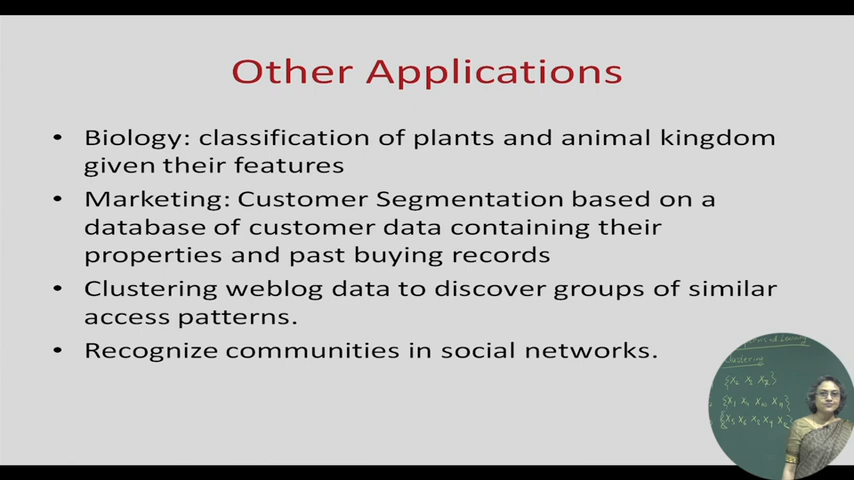 Other Applications
• Biology: classification of plants and animal kingdom
given their features
• Marketing: Customer Segmentation based on a
database of customer data containing their
properties and past buying records
• Clustering weblog data to discover groups of similar
access patterns.
• Recognize communities in social networks.
Clustering